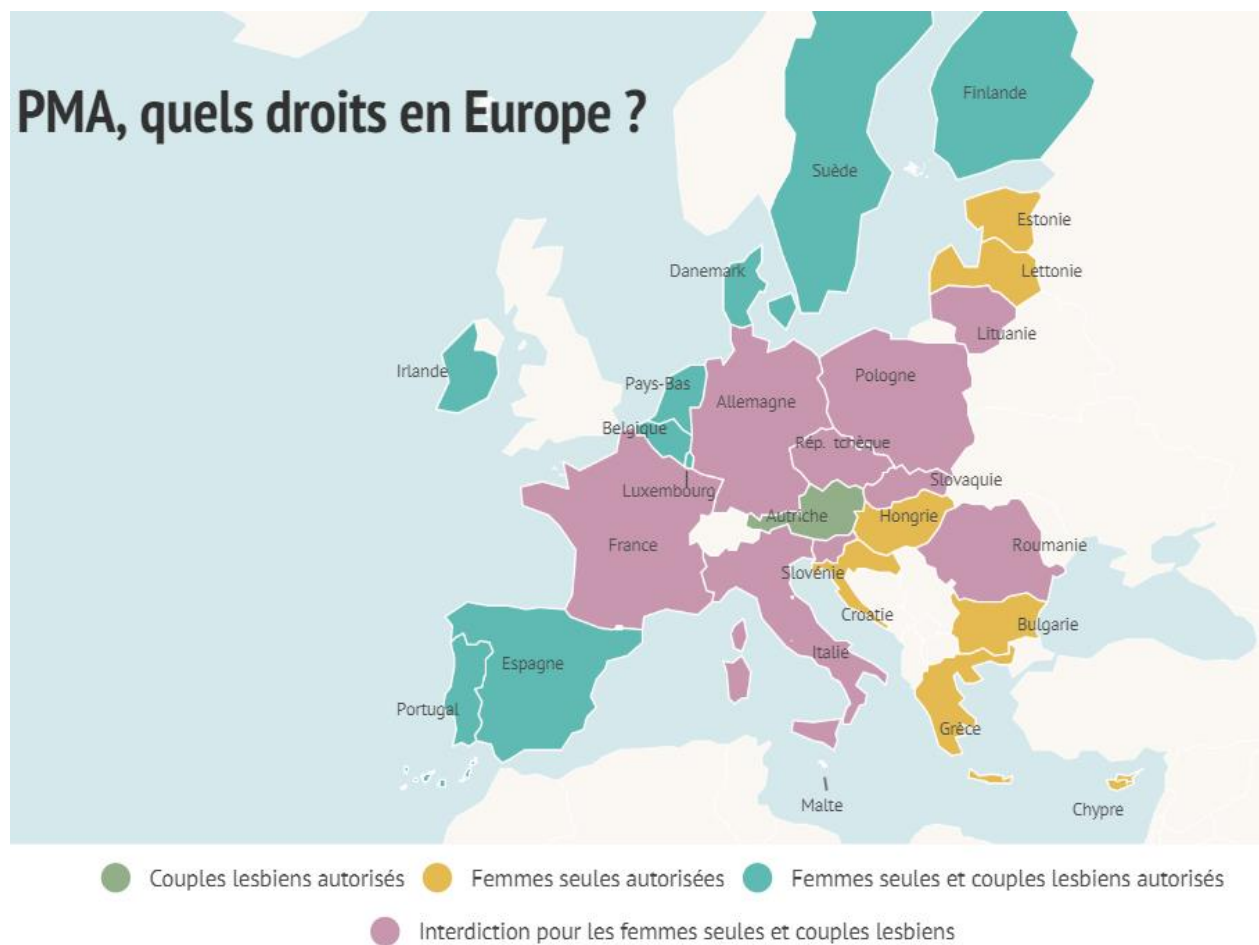 PMA, quels droits en Europe ?
Finlande
Suède
Estonie
Danemark
Lettonie
Lituanie
Irlande
Pays-Bas
Pologne
Allemagne
Belgique
Rép. tchèque
Slovaquie
Luxembourg
Autriche
Hongrie
France
Roumanie
Slovénie
Croatie
Bulgarie
Italie
Espagne
Portugal
Grèce
Malte
Chypre
Couples lesbiens autorisés
Femmes seules autorisées
Femmes seules et couples lesbiens autorisés
Interdiction pour les femmes seules et couples lesbiens